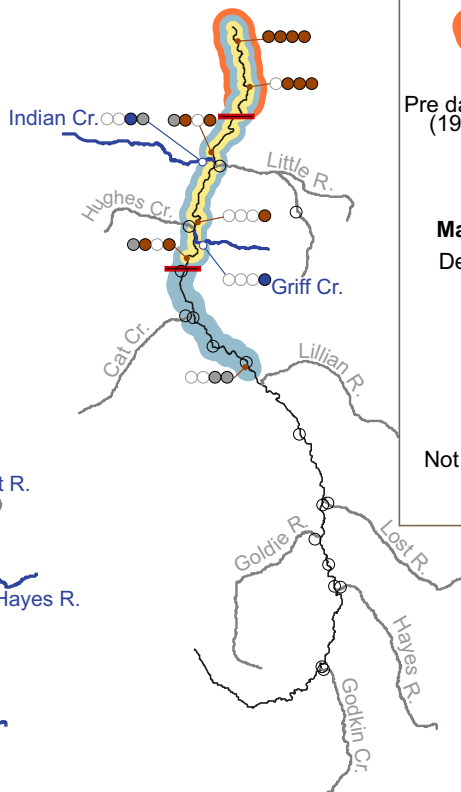 Indian Cr.
Little R.
Hughes Cr.
Griff Cr.
Cat Cr.
Lillian R.
Goldie R.
Lost R.
Hayes R.
Godkin Cr.
t R.
Hayes R.
Pre da
(19
Ma
De
Not